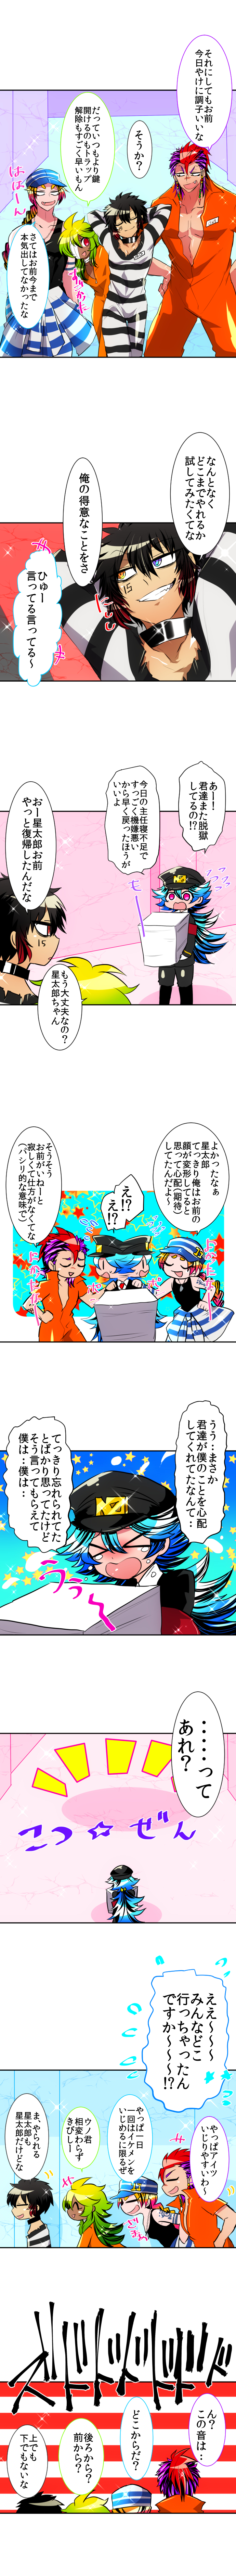 それにしてもお前
今日やけに調子いいな
そうか？
だっていつもより鍵
開けるのもトラップ
解除もすごく早いもん
さてはお前今まで
本気出してなかったな
なんとなく
どこまでやれるか
試してみたくてな
俺の得意なことをさ
15
ひゅー
言ってる言ってる～
あー！
君達また脱獄
してるの!?
今日の主任寝不足で
すっごく機嫌悪い
から早く戻ったほうが
いいよ
おー星太郎お前
やっと復帰したんだな
15
もう大丈夫なの？
星太郎ちゃん
よかったなぁ
星太郎
てっきり俺はお前の
顔が変形してると
思って心配（期待）
してたんだよ～
え!?
え!?
そうそう
お前がいねーと
寂しくて仕方がなくてな
（パシリ的な意味で）
うう‥まさか
君達が僕のことを心配
してくれてたなんて‥
てっきり忘れられてた
とばかり思ってたけど
そう言ってもらえて
僕は‥僕は‥
うぅ～
‥‥‥って
あれ？
こつ☆ぜん
ええ～～～
みんなどこ
行っちゃったん
ですか～～～!?
やっぱアイツ
いじりやすいわ～
やっぱ一日
一回はイケメンを
いじめるに限るぜ
ウノ君
相変わらず
きびしー
ま、やられる
星太郎も
星太郎だけどな
ズドドドドドドド
ん？
この音は‥
どこからだ？
後ろから？
前から？
上でも
下でもないな